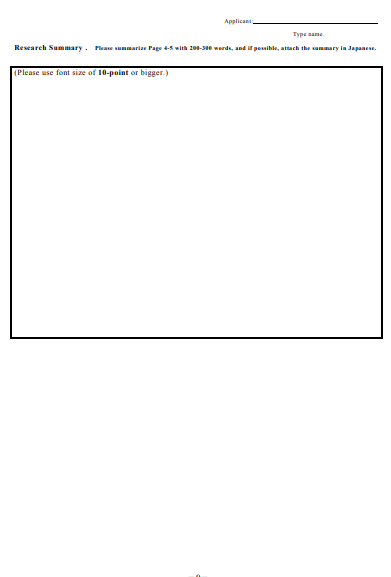 Applicant
Type name.
Research Summary . Please summarize Page 4-5 with 200-300 words, and if possible, attach the summary in Japanese.
(Please use font size of 10-point or bigger.)